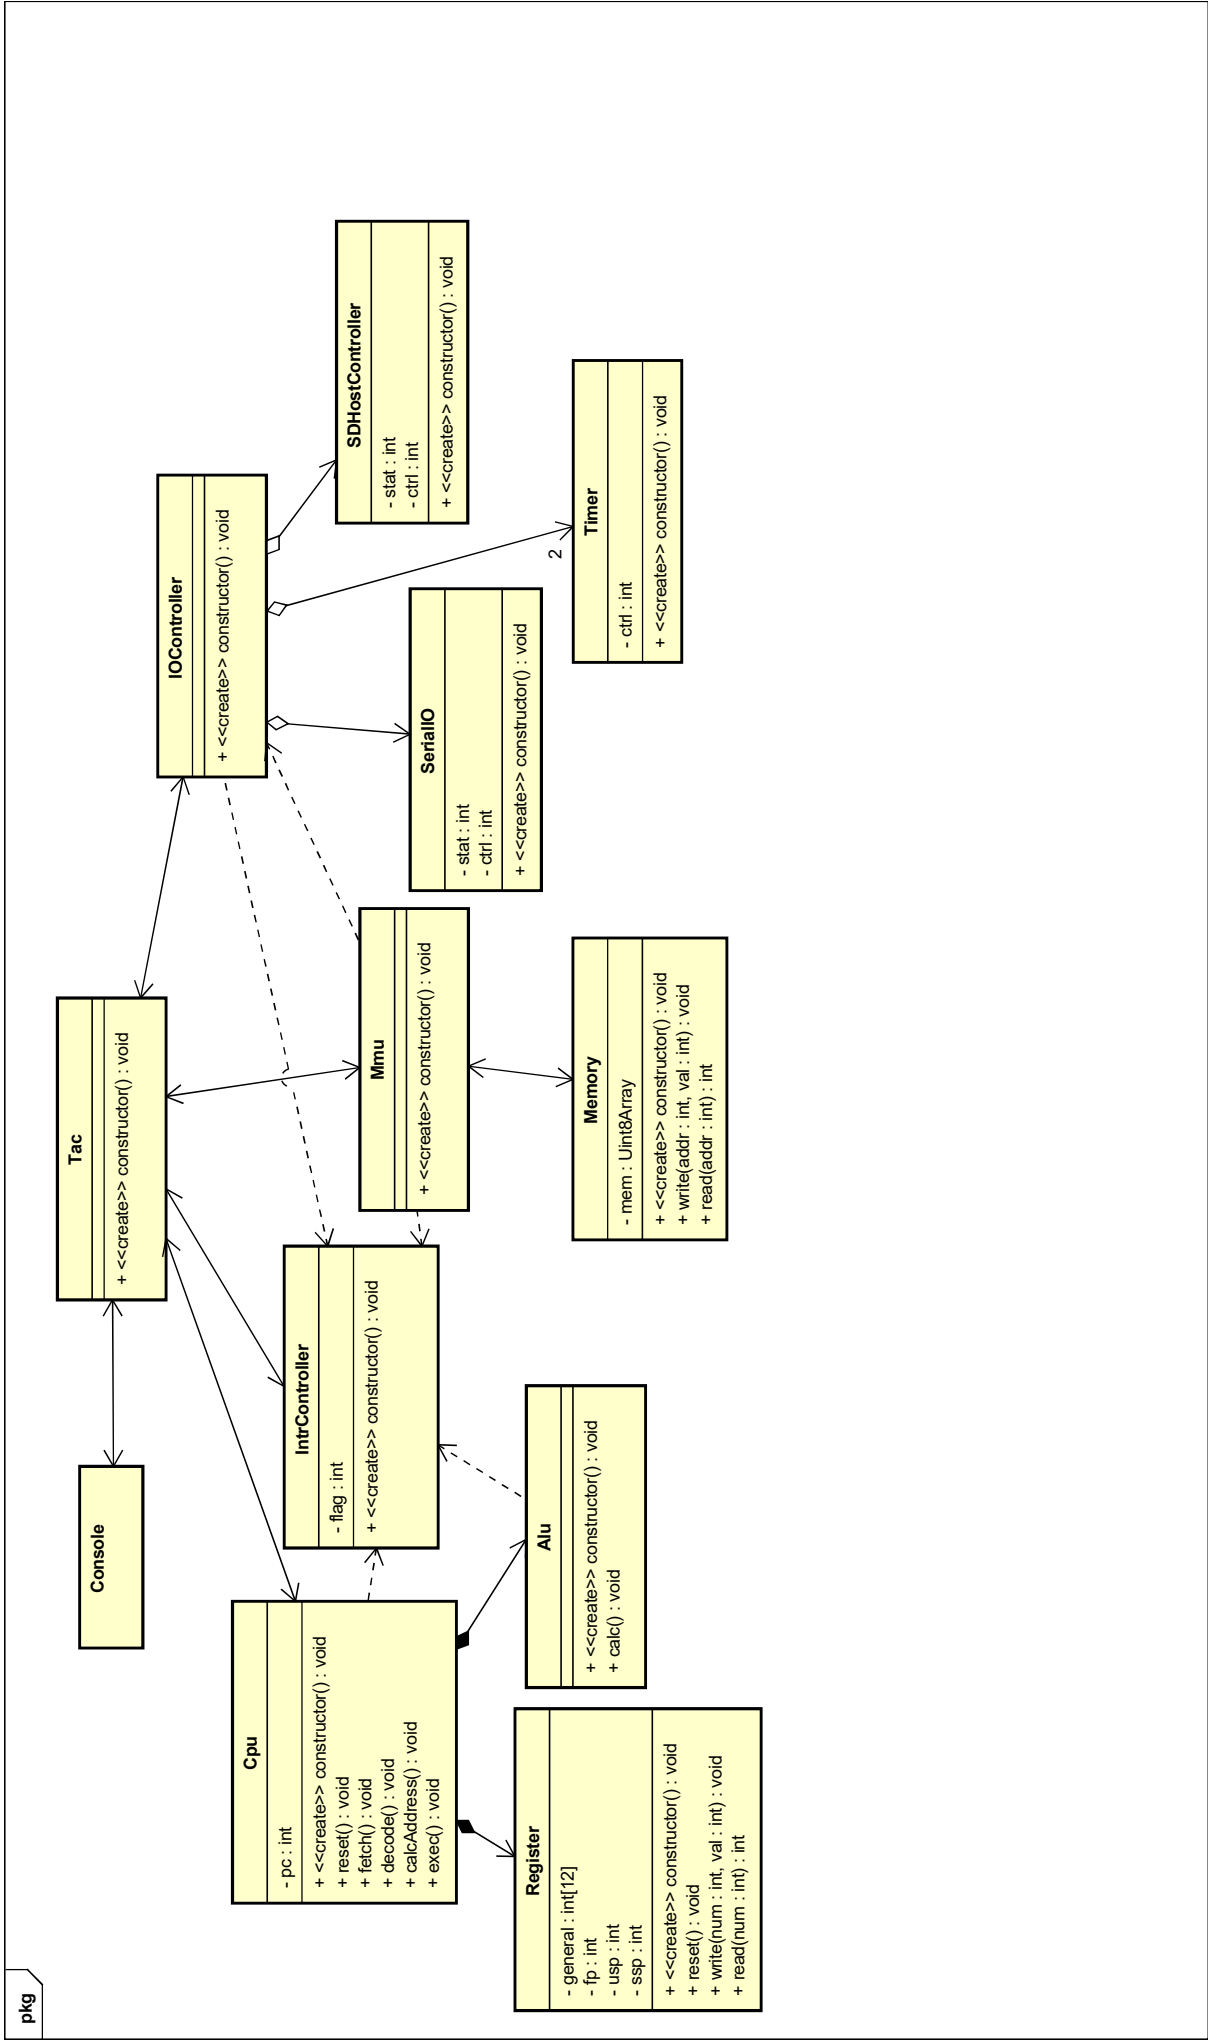 pkg
Console
Tac
+ <<create>> constructor() : void
IOController
+ <<create>> constructor() : void
Cpu
- pc : int
+ <<create>> constructor() : void
+ reset() : void
+ fetch() : void
+ decode() : void
+ calcAddress() : void
+ exec() : void
IntrController
- flag : int
+ <<create>> constructor() : void
Mmu
+ <<create>> constructor() : void
SerialIO
- stat : int
- ctrl : int
+ <<create>> constructor() : void
SDHostController
- stat : int
- ctrl : int
+ <<create>> constructor() : void
Register
- general : int[12]
- fp : int
- usp : int
- ssp : int
+ <<create>> constructor() : void
+ reset() : void
+ write(num : int, val : int) : void
+ read(num : int) : int
Alu
+ <<create>> constructor() : void
+ calc() : void
Memory
- mem : Uint8Array
+ <<create>> constructor() : void
+ write(addr : int, val : int) : void
+ read(addr : int) : int
2
Timer
- ctrl : int
+ <<create>> constructor() : void